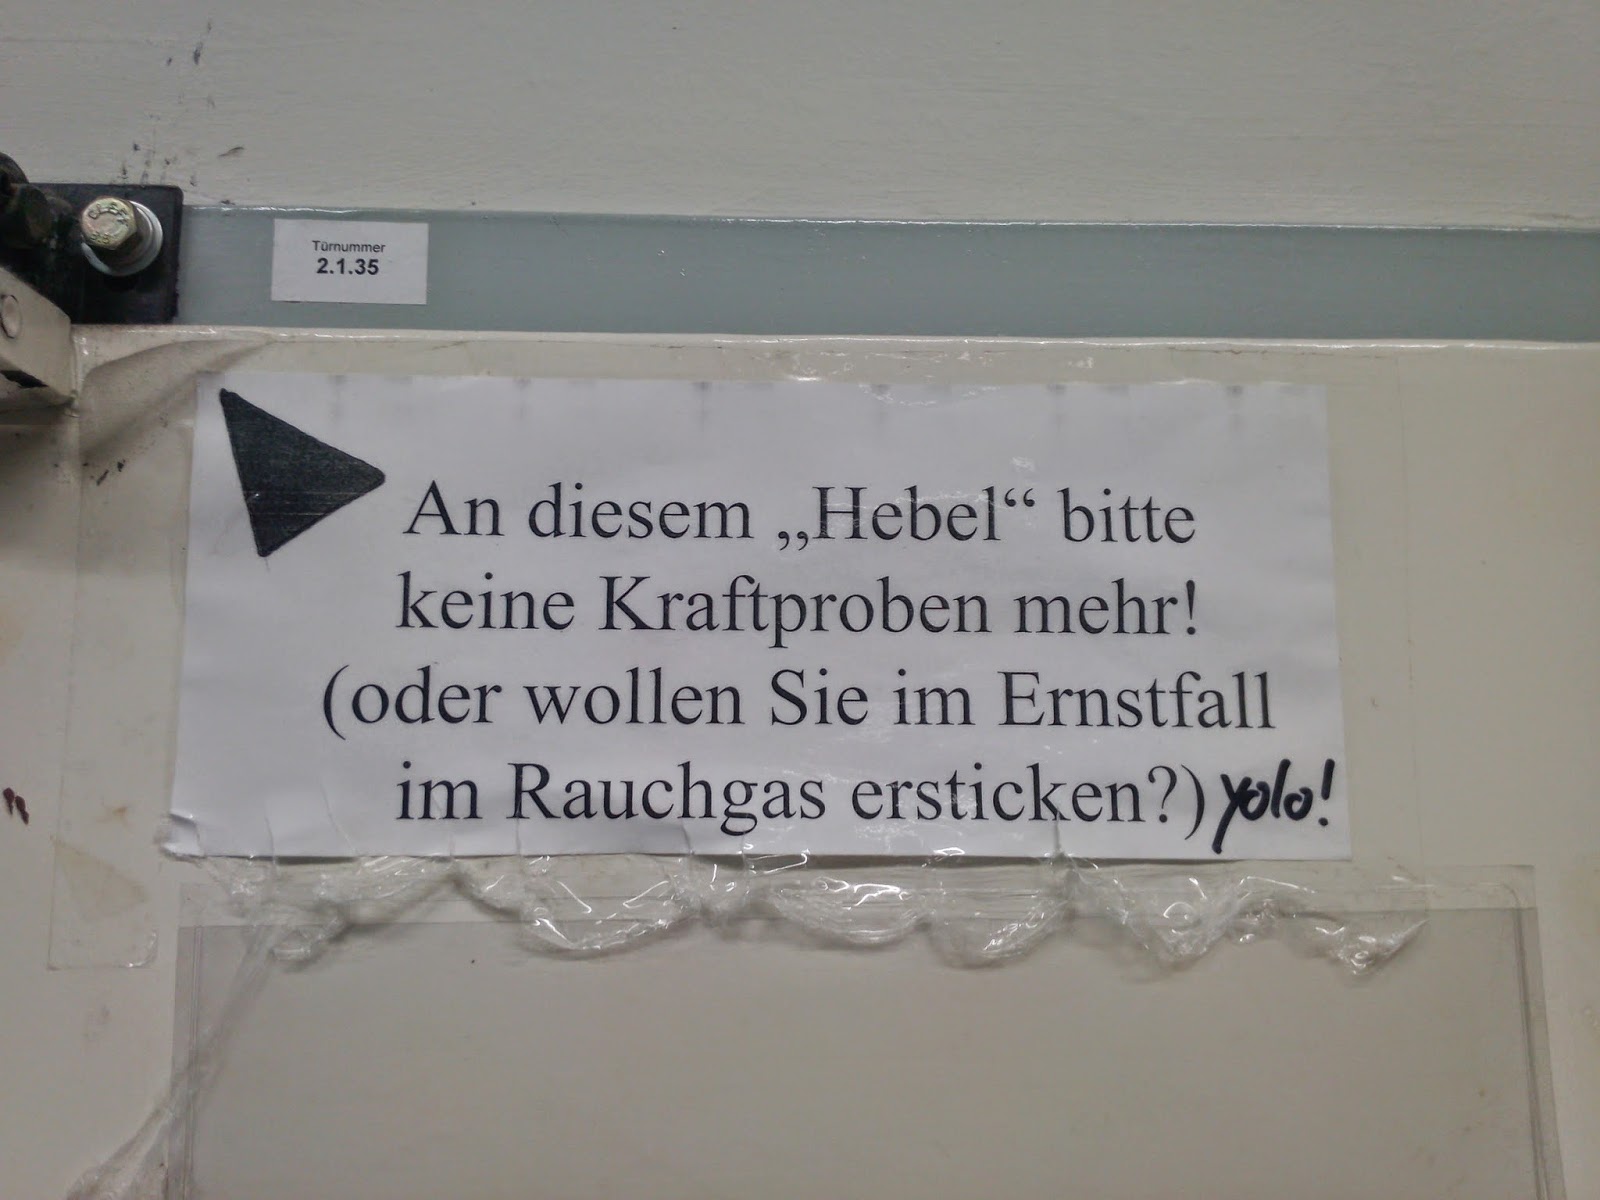 Türnummer
2.1.35
An diesem „Hebel“ bitte
keine Kraftproben mehr!
(oder wollen Sie im Ernstfall
im Rauchgas ersticken?) yolo!